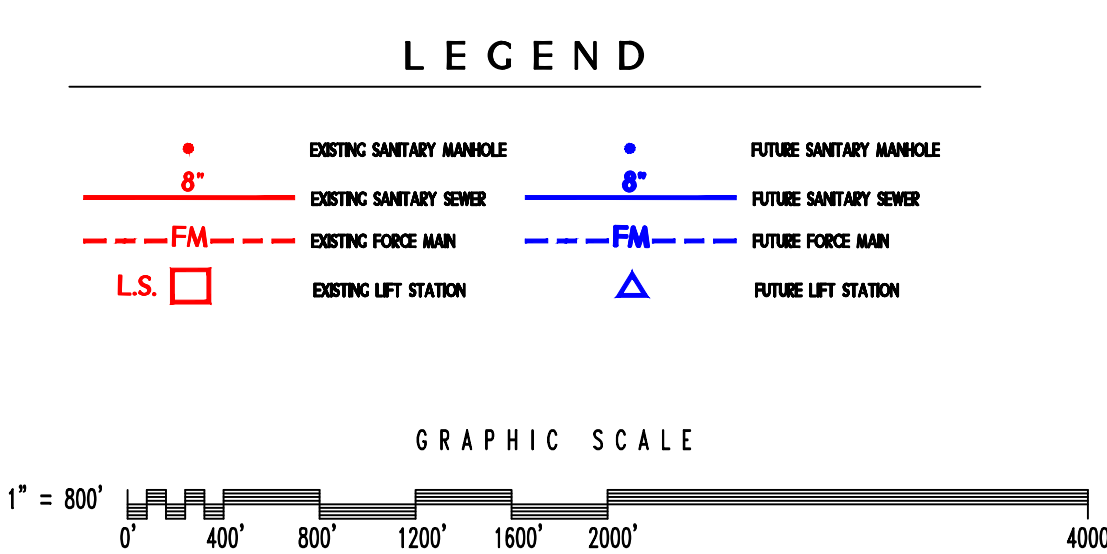 LEGEND
EXISTING SANITARY MANHOLE
FUTURE SANITARY MANHOLE
8"
EXISTING SANITARY SEWER
8"
FUTURE SANITARY SEWER
FM
EXISTING FORCE MAIN
FM
FUTURE FORCE MAIN
L.S.
EXISTING LIFT STATION
FUTURE LIFT STATION
GRAPHIC SCALE
1" = 800'
0' 400' 800' 1200' 1600' 2000' 4000